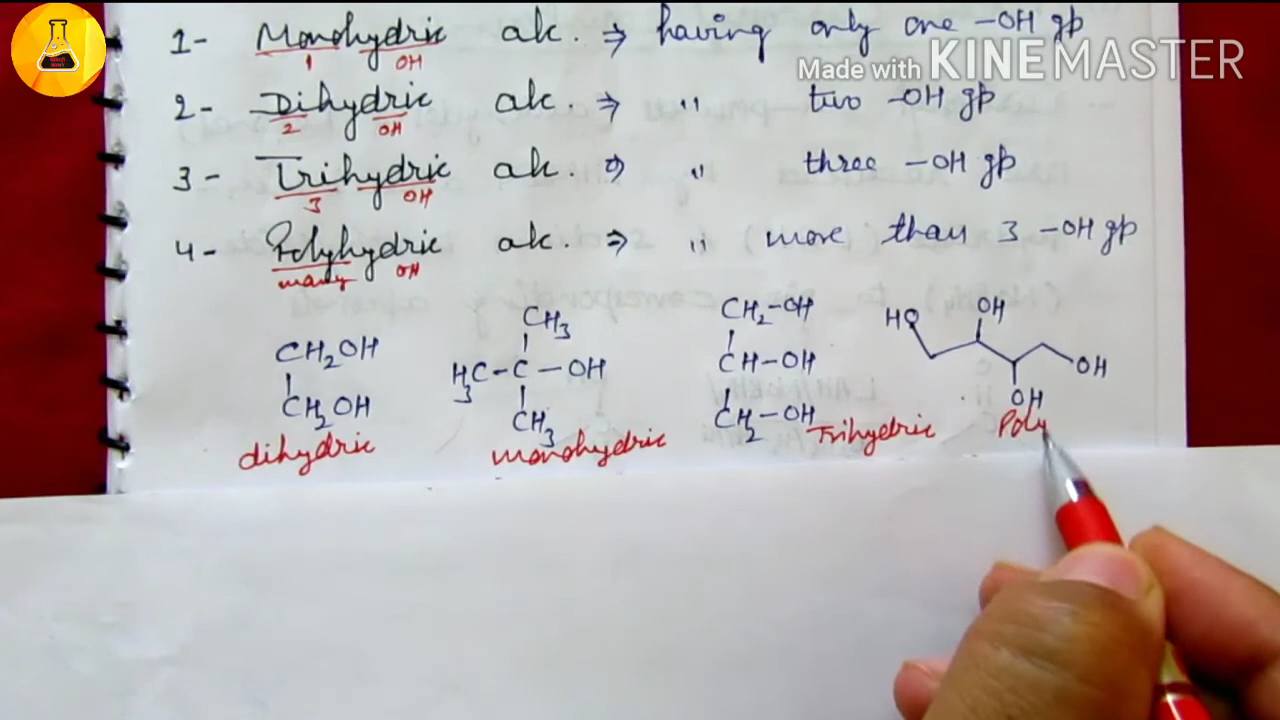 1- Monohydric alc. ⇒ having only one -OH gp
1 OH
Made with KINEMASTER
2- Dihydric alc. ⇒ " two -OH gp
2 OH
3- Trihydric alc. ⇒ " three -OH gp
3 OH
4- Polyhydric alc. ⇒ " more than 3 -OH gp
many OH
CH2OH
CH2OH
dihydric
CH3
H3C-C-OH
CH3
monohydric
CH2-OH
CH-OH
CH2-OH
Trihydric
HO OH
OH
OH
Poly